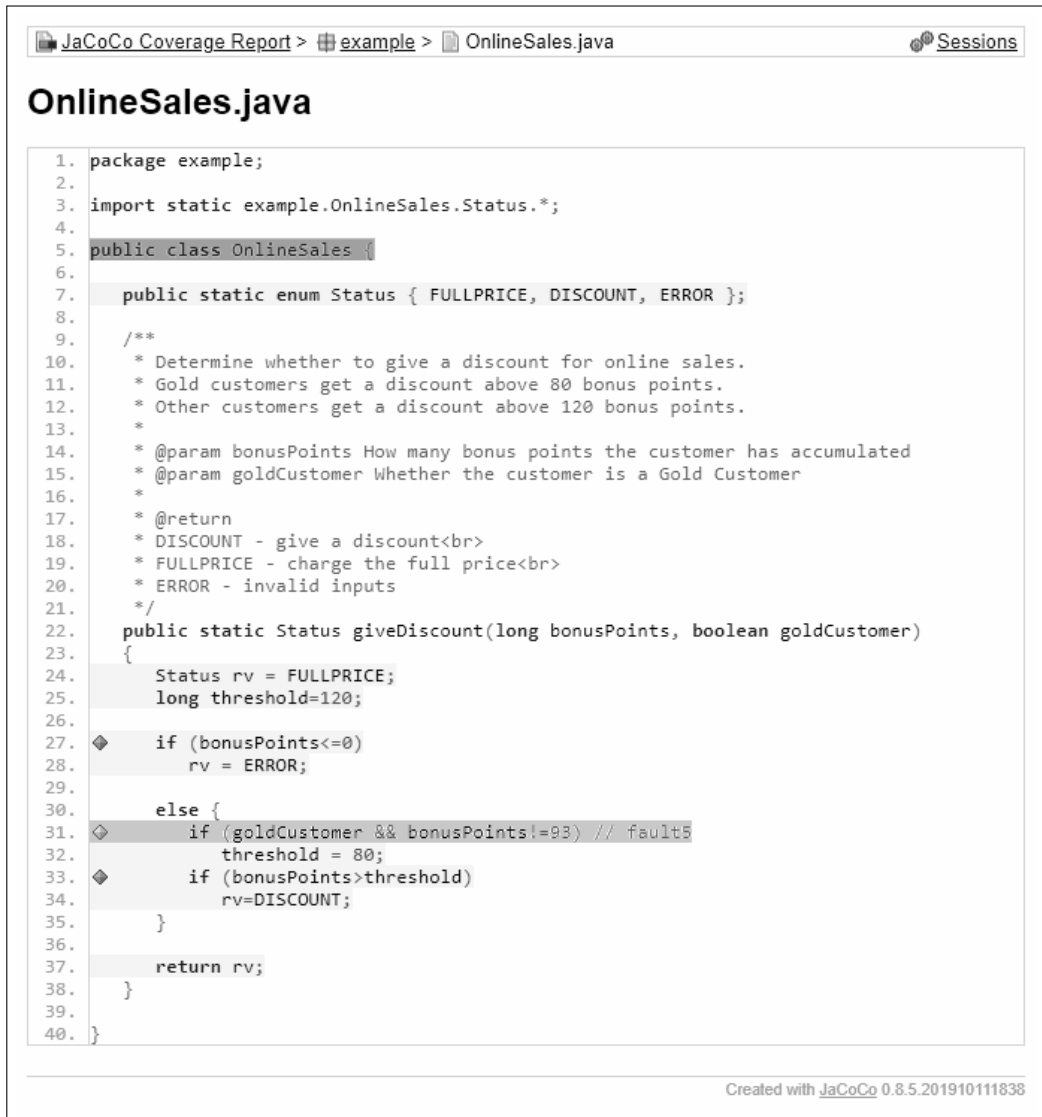 JaCoCo Coverage Report > example > OnlineSales.java Sessions
OnlineSales.java
1. package example;
2.
3. import static example.OnlineSales.Status.*;
4.
5. public class OnlineSales {
6.
7.    public static enum Status { FULLPRICE, DISCOUNT, ERROR };
8.
9.    /**
10.     * Determine whether to give a discount for online sales.
11.     * Gold customers get a discount above 80 bonus points.
12.     * Other customers get a discount above 120 bonus points.
13.     *
14.     * @param bonusPoints How many bonus points the customer has accumulated
15.     * @param goldCustomer Whether the customer is a Gold Customer
16.     *
17.     * @return
18.     * DISCOUNT - give a discount<br>
19.     * FULLPRICE - charge the full price<br>
20.     * ERROR - invalid inputs
21.     */
22.    public static Status giveDiscount(long bonusPoints, boolean goldCustomer)
23.    {
24.       Status rv = FULLPRICE;
25.       long threshold=120;
26.
27.       if (bonusPoints<=0)
28.          rv = ERROR;
29.
30.       else {
31.          if (goldCustomer && bonusPoints!=93) // fault5
32.             threshold = 80;
33.          if (bonusPoints>threshold)
34.             rv=DISCOUNT;
35.       }
36.
37.       return rv;
38.    }
39.
40. }
Created with JaCoCo 0.8.5.201910111838